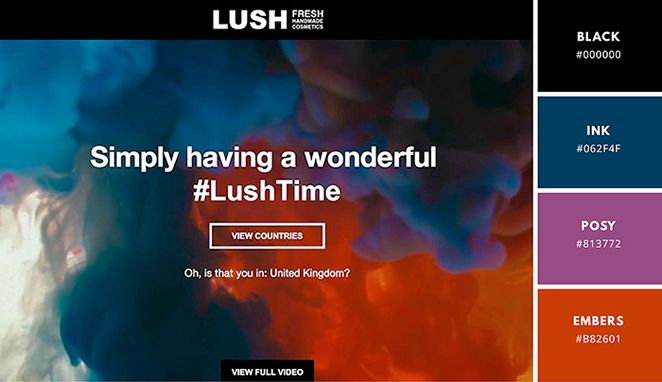 LUSH FRESH
HANDMADE
COSMETICS
Simply having a wonderful
#LushTime
VIEW COUNTRIES
Oh, is that you in: United Kingdom?
VIEW FULL VIDEO
BLACK
#000000
INK
#062F4F
POSY
#813772
EMBERS
#B82601